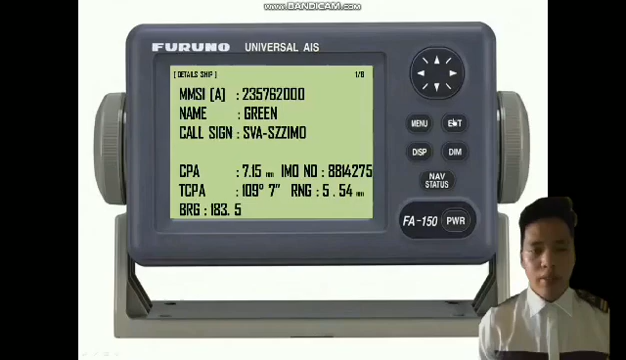 www.BANDICAM.com
FURUNO UNIVERSAL AIS
[ DETAILS SHIP ] 1/8
MMSI [A] : 235762000
NAME : GREEN
CALL SIGN : SVA-SZZIMO
CPA : 7.15 nm IMO NO : 8814275
TCPA : 109° 7" RNG : 5 . 54 nm
BRG : 183. 5
MENU ENT
DISP DIM
NAV
STATUS
FA-150 PWR